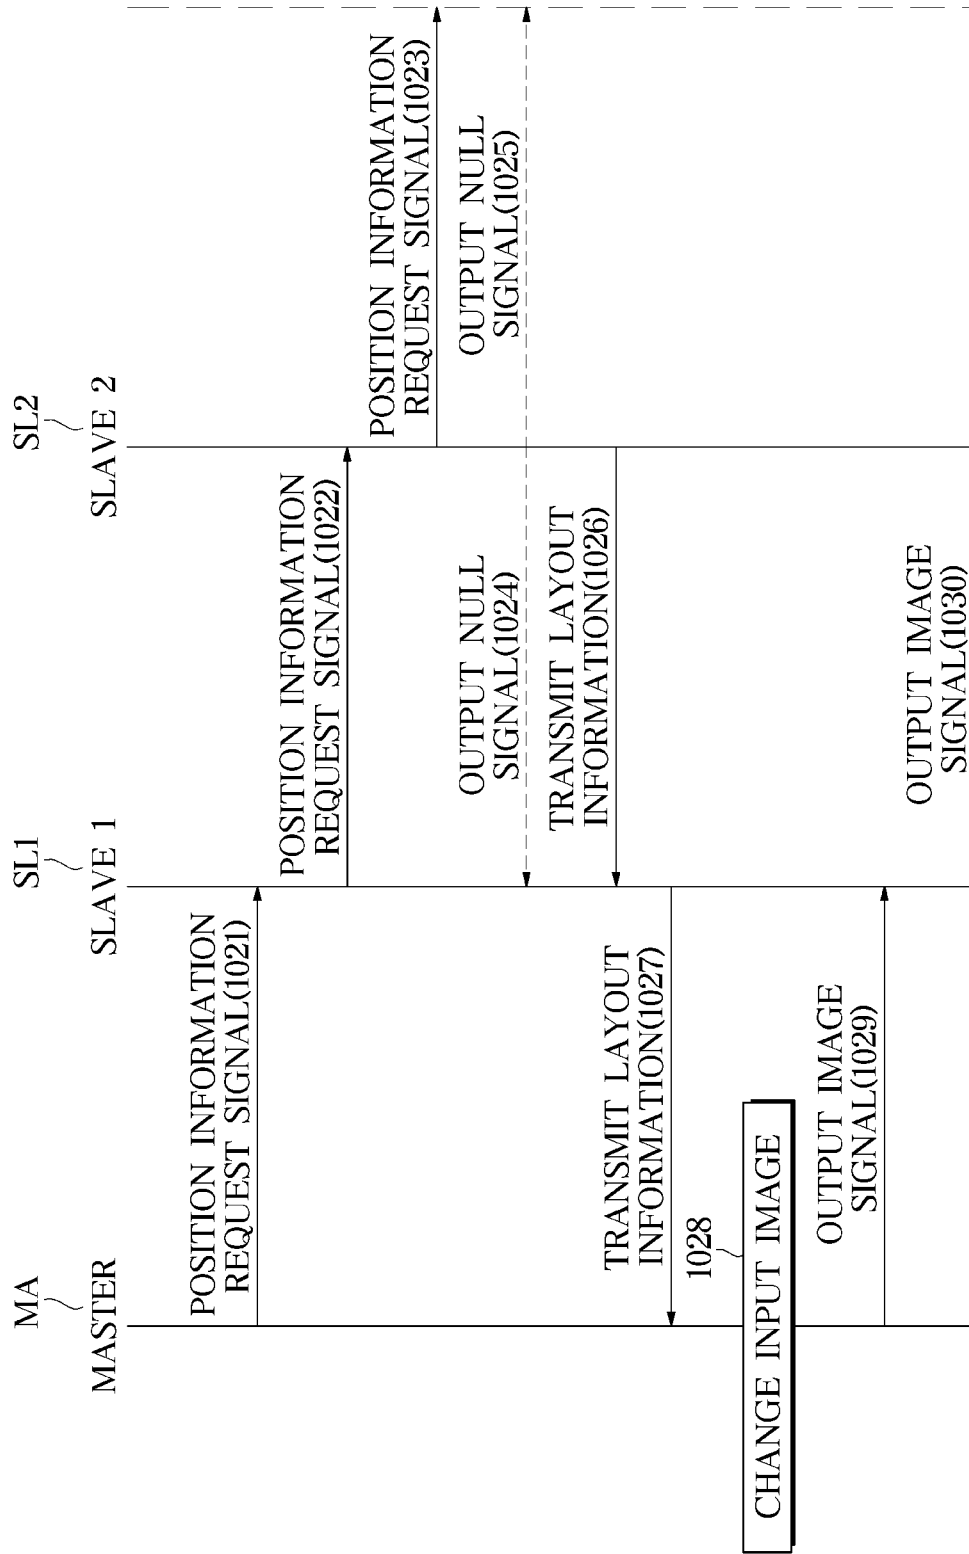 MA
MASTER
SL1
SLAVE 1
SL2
SLAVE 2
POSITION INFORMATION
REQUEST SIGNAL(1021)
POSITION INFORMATION
REQUEST SIGNAL(1022)
POSITION INFORMATION
REQUEST SIGNAL(1023)
OUTPUT NULL
SIGNAL(1024)
OUTPUT NULL
SIGNAL(1025)
TRANSMIT LAYOUT
INFORMATION(1026)
TRANSMIT LAYOUT
INFORMATION(1027)
1028
CHANGE INPUT IMAGE
OUTPUT IMAGE
SIGNAL(1029)
OUTPUT IMAGE
SIGNAL(1030)